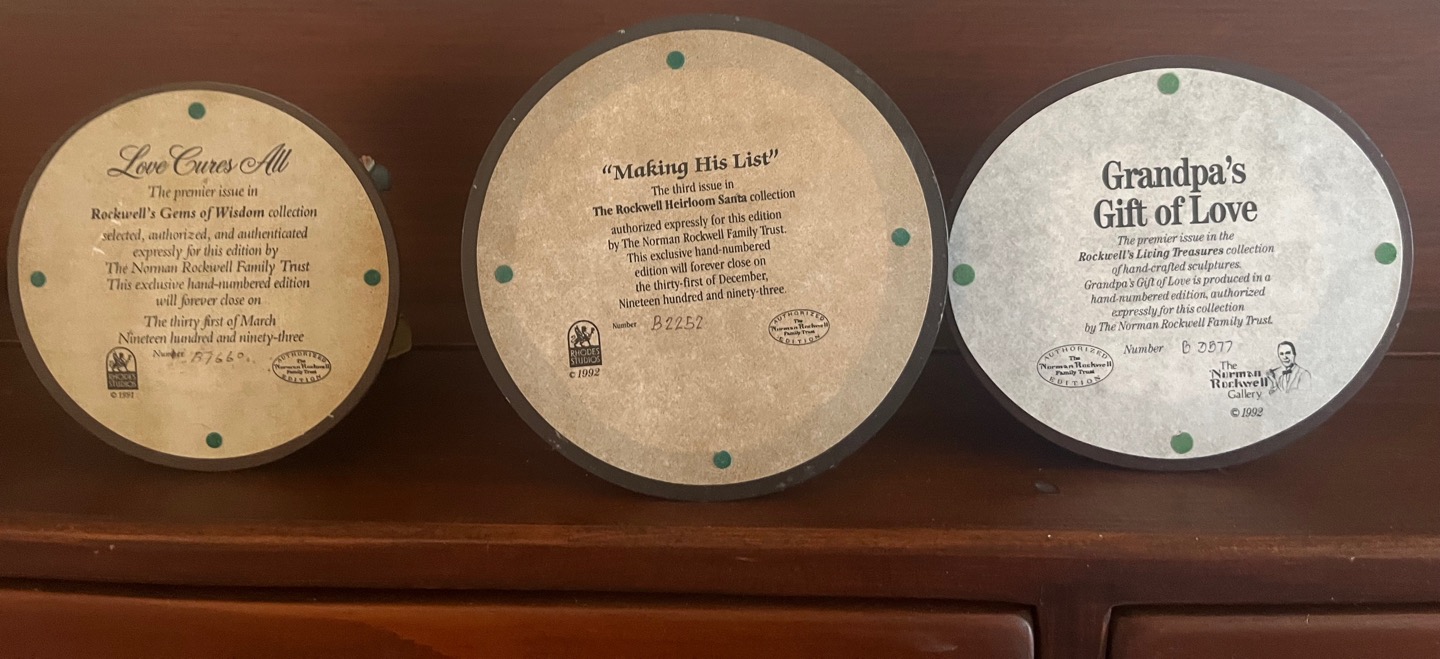 Love Cures All
The premier issue in
Rockwell's Gems of Wisdom collection
selected, authorized, and authenticated
expressly for this edition by
The Norman Rockwell Family Trust
This exclusive hand-numbered edition
will forever close on
The thirty first of March
Nineteen hundred and ninety-three
Number B7660
RHODES
STUDIOS
© 1991
AUTHORIZED
The
Norman Rockwell
Family Trust
EDITION
“Making His List”
The third issue in
The Rockwell Heirloom Santa collection
authorized expressly for this edition
by The Norman Rockwell Family Trust.
This exclusive hand-numbered
edition will forever close on
the thirty-first of December,
Nineteen hundred and ninety-three.
Number B2252
RHODES
STUDIOS
© 1992
AUTHORIZED
The
Norman Rockwell
Family Trust
EDITION
Grandpa's
Gift of Love
The premier issue in the
Rockwell's Living Treasures collection
of hand-crafted sculptures.
Grandpa's Gift of Love is produced in a
hand-numbered edition, authorized
expressly for this collection
by The Norman Rockwell Family Trust.
Number B 3577
AUTHORIZED
The
Norman Rockwell
Family Trust
EDITION
The
Norman
Rockwell
Gallery
© 1992